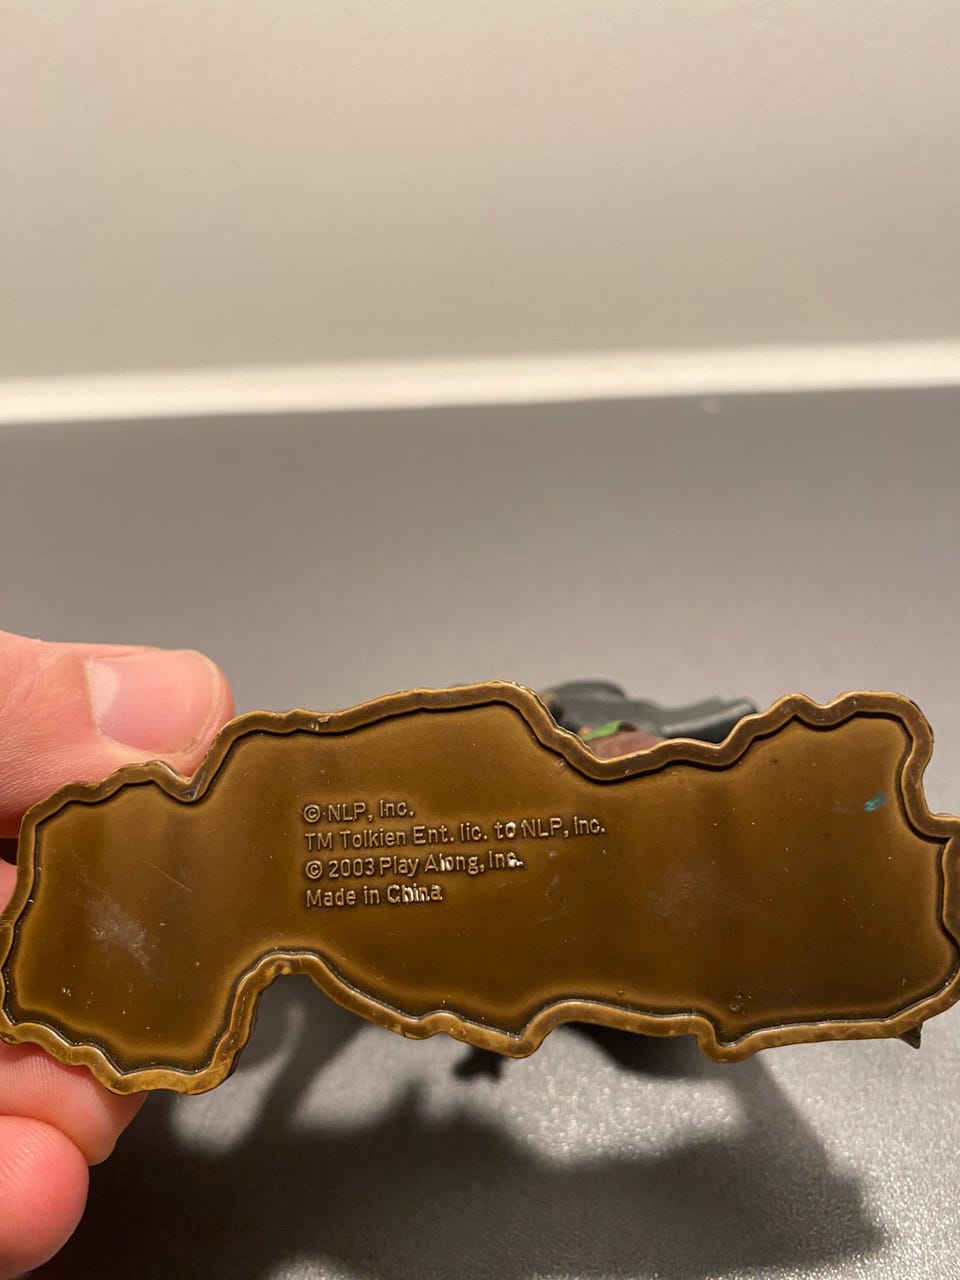 © NLP, Inc.
TM Tolkien Ent. lic. to NLP, Inc.
© 2003 Play Along, Inc.
Made in China